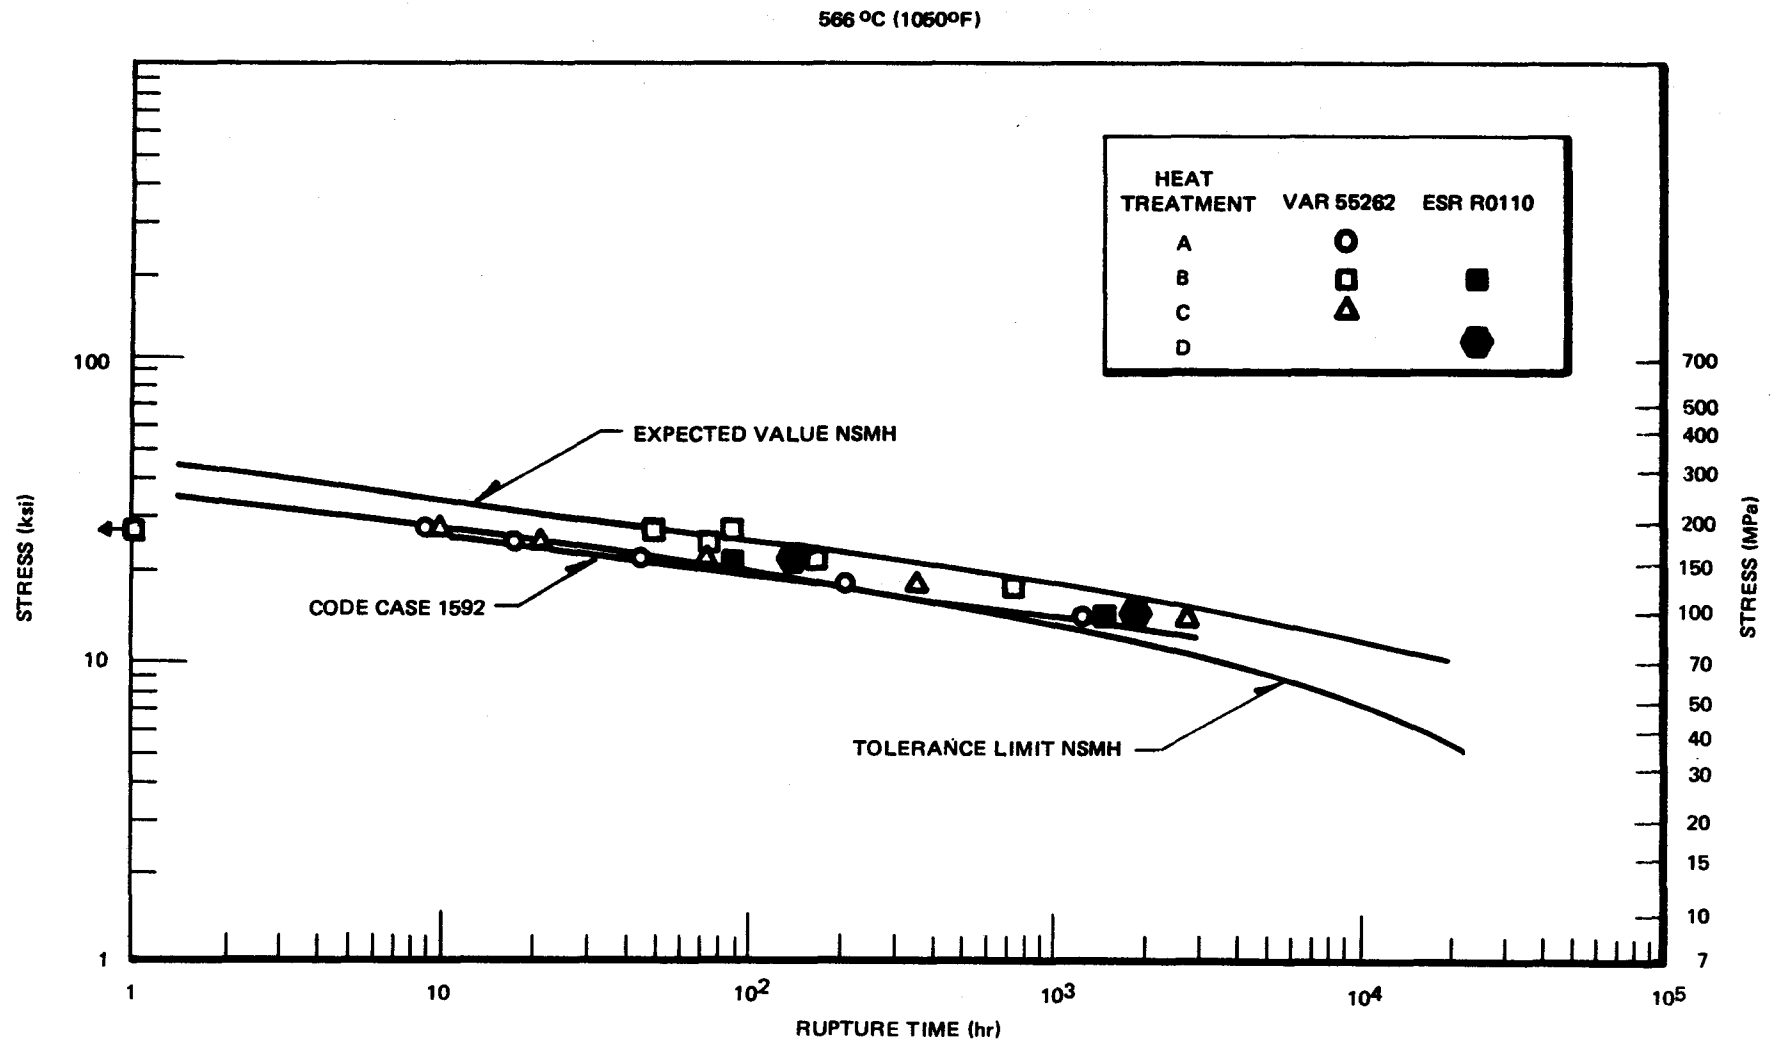 566 ºC (1050ºF)
HEAT
TREATMENT VAR 55262 ESR R0110
A
B
C
D
EXPECTED VALUE NSMH
CODE CASE 1592
TOLERANCE LIMIT NSMH
STRESS (ksi)
100
10
1
STRESS (MPa)
700
500
400
300
200
150
100
70
50
40
30
20
15
10
7
1 10 10² 10³ 10⁴ 10⁵
RUPTURE TIME (hr)